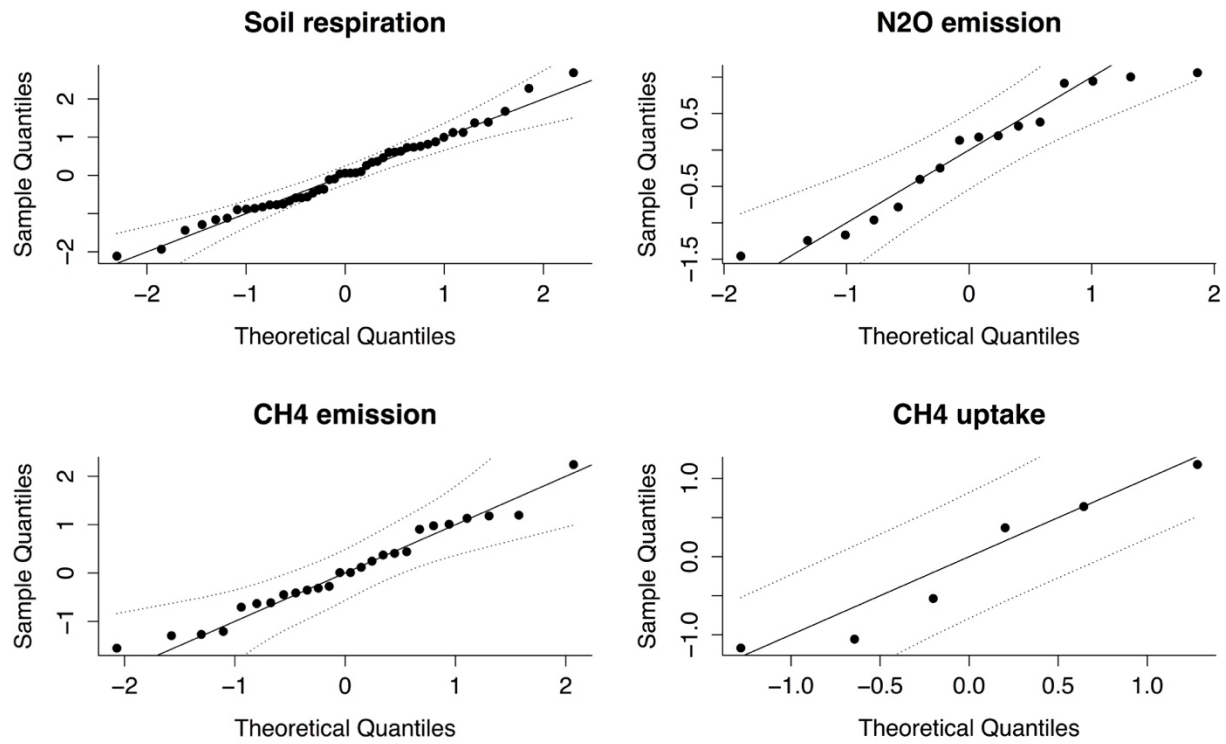 Soil respiration
Sample Quantiles
2
1
0
−2
−2
−1
0
1
2
Theoretical Quantiles
N2O emission
Sample Quantiles
0.5
−0.5
−1.5
−2
−1
0
1
2
Theoretical Quantiles
CH4 emission
Sample Quantiles
2
1
0
−1
−2
−1
0
1
2
Theoretical Quantiles
CH4 uptake
Sample Quantiles
1.0
0.0
−1.0
−1.0
−0.5
0.0
0.5
1.0
Theoretical Quantiles